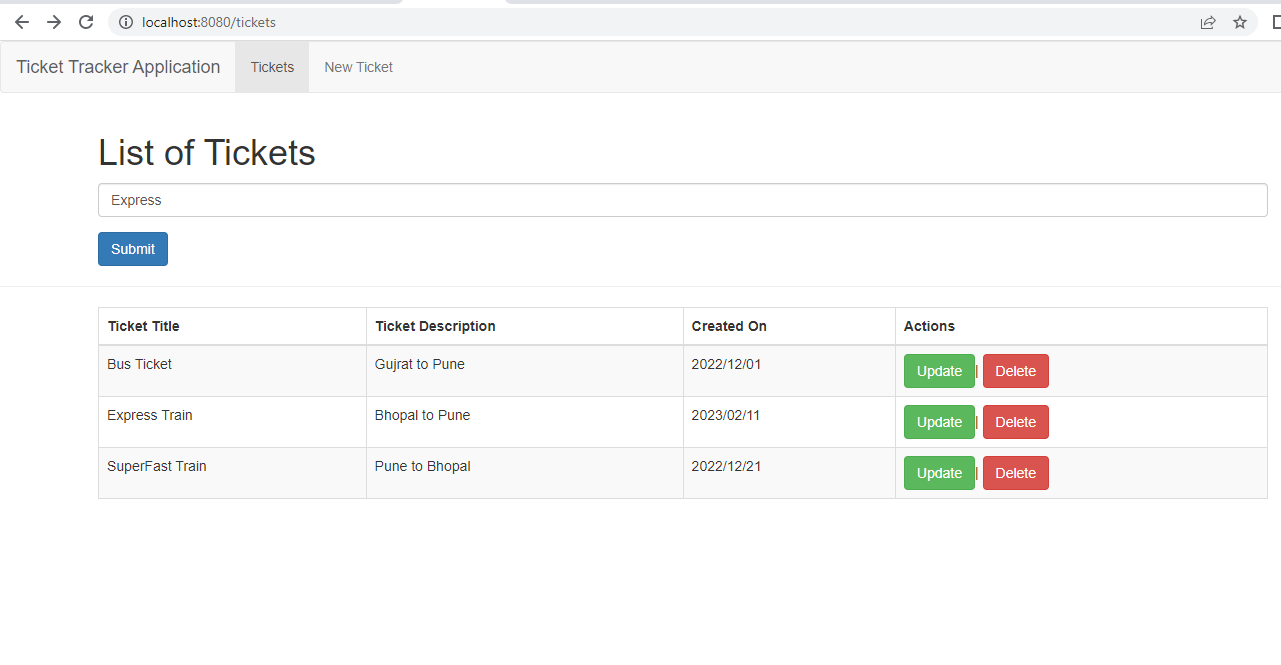 localhost:8080/tickets
Ticket Tracker Application Tickets New Ticket
List of Tickets
Express
Submit
Ticket Title Ticket Description Created On Actions
Bus Ticket Gujrat to Pune 2022/12/01 Update | Delete
Express Train Bhopal to Pune 2023/02/11 Update | Delete
SuperFast Train Pune to Bhopal 2022/12/21 Update | Delete